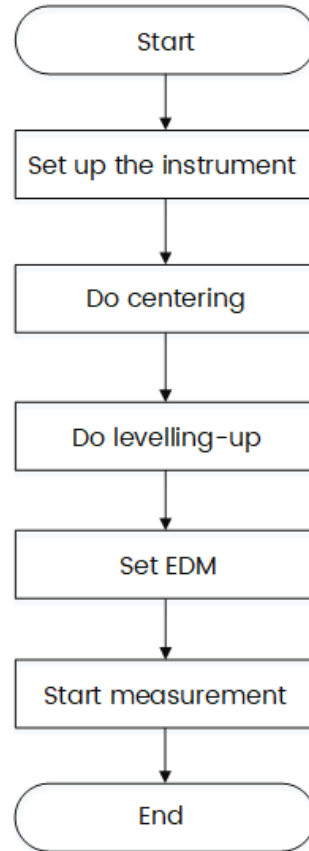 Start
Set up the instrument
Do centering
Do levelling-up
Set EDM
Start measurement
End